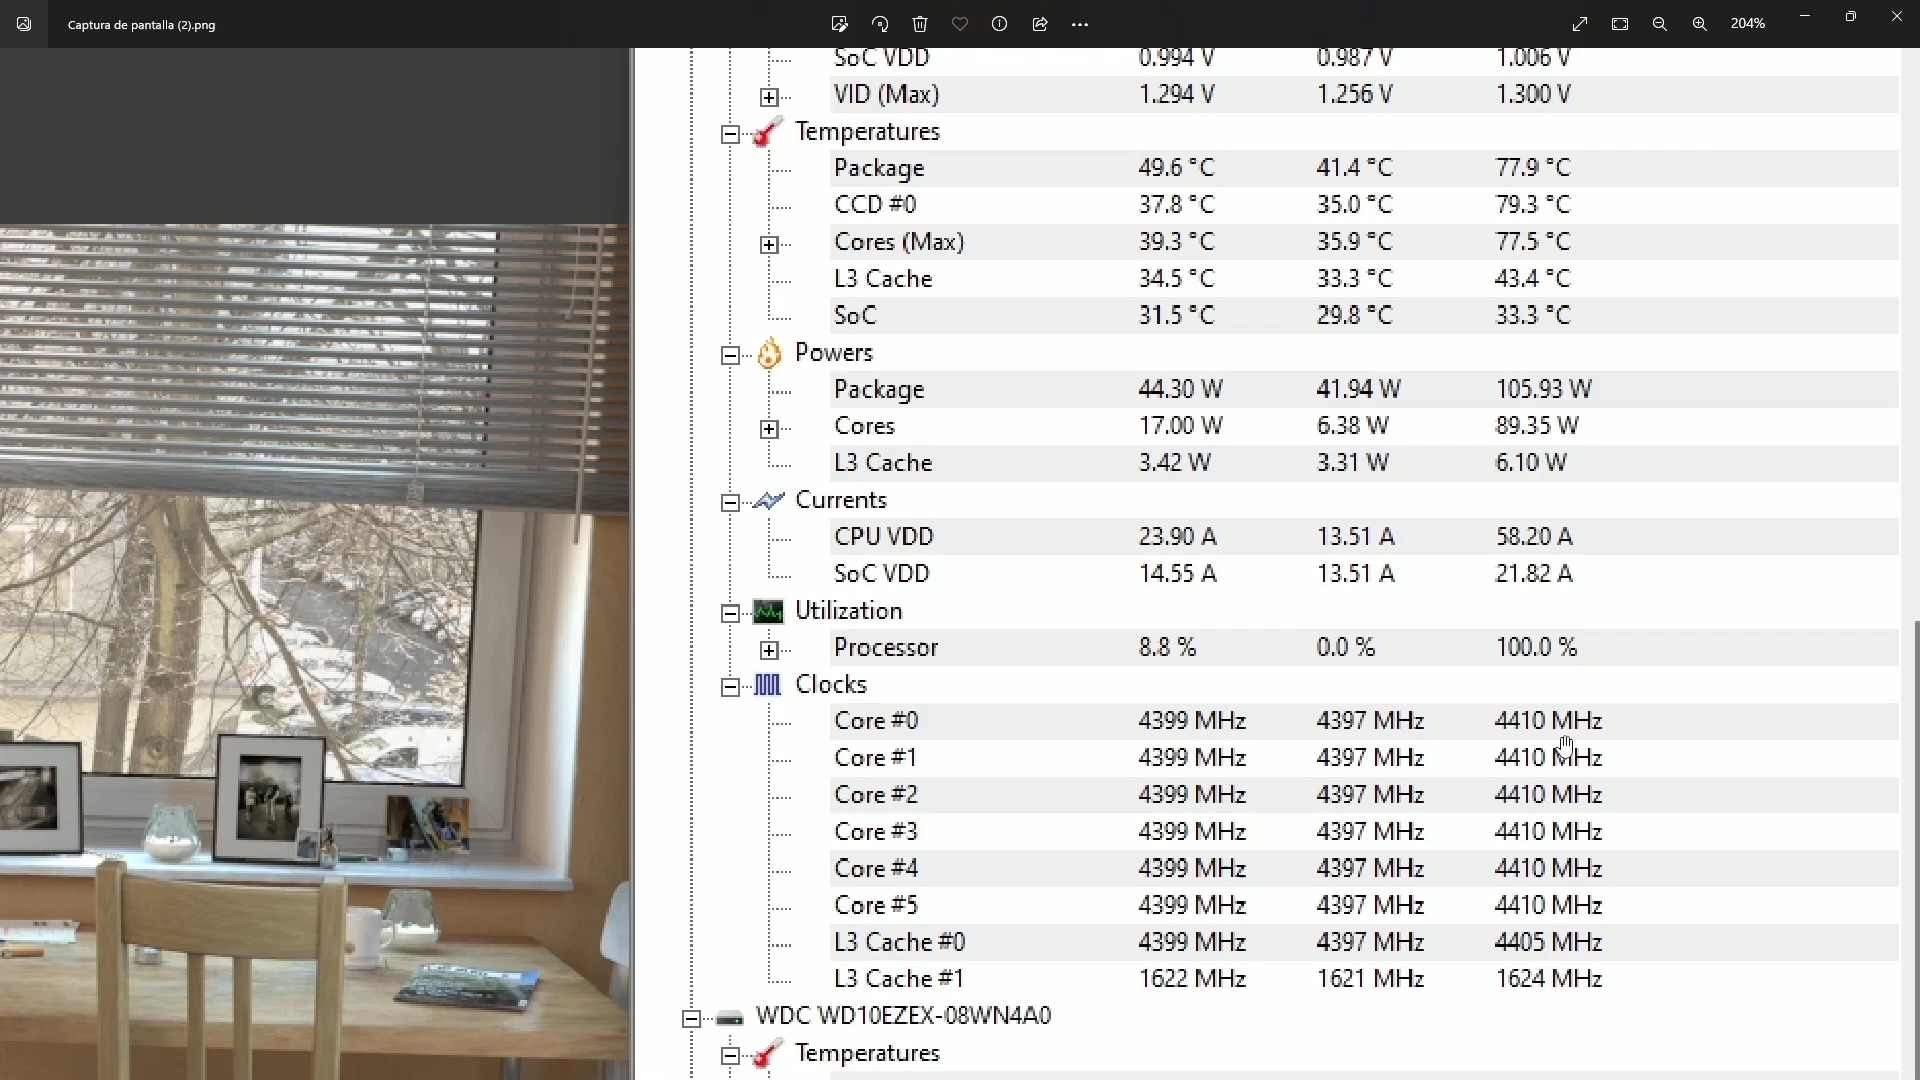 Captura de pantalla (2).png
204%
SoC VDD 0.994 V 0.987 V 1.006 V
VID (Max) 1.294 V 1.256 V 1.300 V
Temperatures
Package 49.6 °C 41.4 °C 77.9 °C
CCD #0 37.8 °C 35.0 °C 79.3 °C
Cores (Max) 39.3 °C 35.9 °C 77.5 °C
L3 Cache 34.5 °C 33.3 °C 43.4 °C
SoC 31.5 °C 29.8 °C 33.3 °C
Powers
Package 44.30 W 41.94 W 105.93 W
Cores 17.00 W 6.38 W 89.35 W
L3 Cache 3.42 W 3.31 W 6.10 W
Currents
CPU VDD 23.90 A 13.51 A 58.20 A
SoC VDD 14.55 A 13.51 A 21.82 A
Utilization
Processor 8.8 % 0.0 % 100.0 %
Clocks
Core #0 4399 MHz 4397 MHz 4410 MHz
Core #1 4399 MHz 4397 MHz 4410 MHz
Core #2 4399 MHz 4397 MHz 4410 MHz
Core #3 4399 MHz 4397 MHz 4410 MHz
Core #4 4399 MHz 4397 MHz 4410 MHz
Core #5 4399 MHz 4397 MHz 4410 MHz
L3 Cache #0 4399 MHz 4397 MHz 4405 MHz
L3 Cache #1 1622 MHz 1621 MHz 1624 MHz
WDC WD10EZEX-08WN4A0
Temperatures